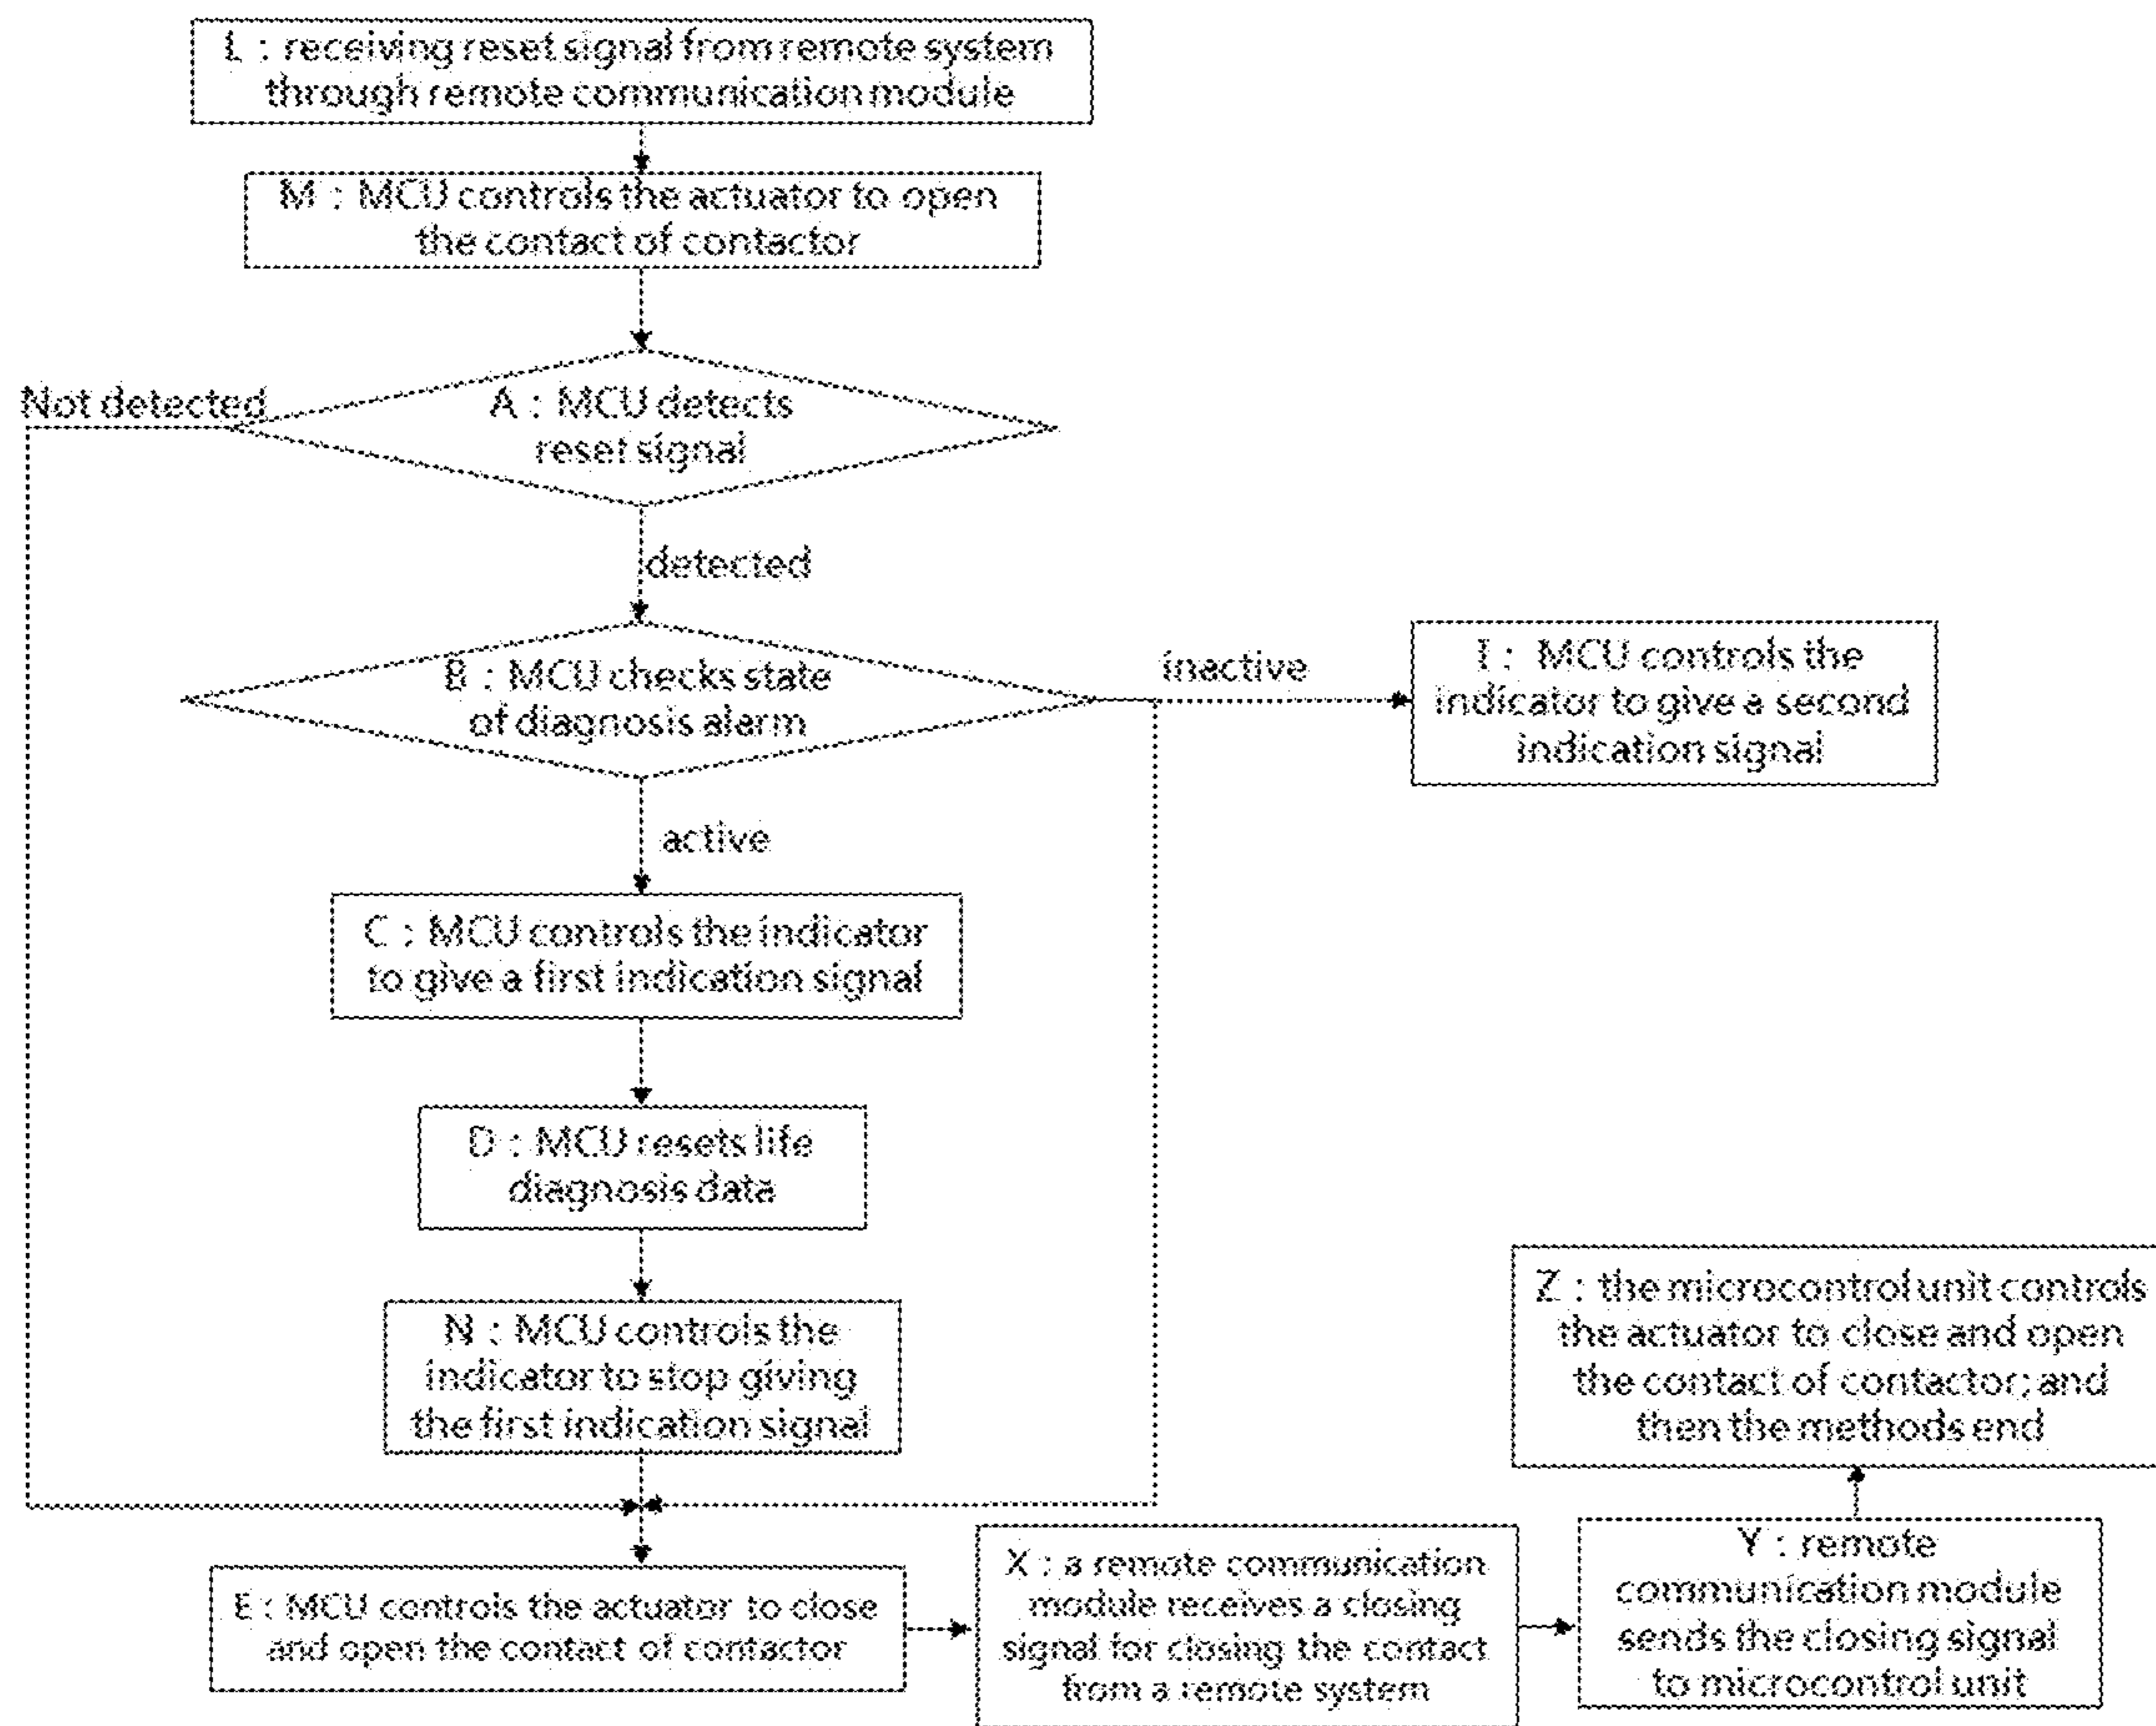 L : receiving reset signal from remote system
through remote communication module
M : MCU controls the actuator to open
the contact of contactor
Not detected
A : MCU detects
reset signal
detected
B : MCU checks state
of diagnosis alarm
inactive
I : MCU controls the
indicator to give a second
indication signal
active
C : MCU controls the indicator
to give a first indication signal
D : MCU resets life
diagnosis data
N : MCU controls the
indicator to stop giving
the first indication signal
E : MCU controls the actuator to close
and open the contact of contactor
X : a remote communication
module receives a closing
signal for closing the contact
from a remote system
Y : remote
communication module
sends the closing signal
to microcontrol unit
Z : the microcontrol unit controls
the actuator to close and open
the contact of contactor; and
then the methods end